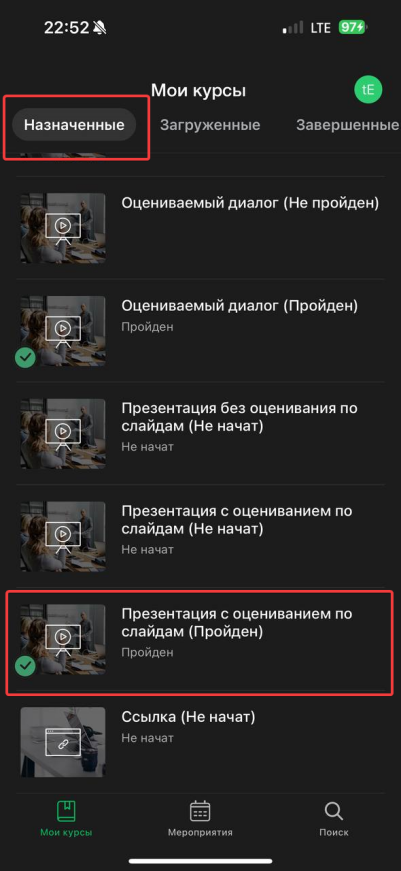 22:52
LTE
97
Мои курсы
tE
Назначенные
Загруженные
Завершенные
Оцениваемый диалог (Не пройден)
Оцениваемый диалог (Пройден)
Пройден
Презентация без оценивания по
слайдам (Не начат)
Не начат
Презентация с оцениванием по
слайдам (Не начат)
Не начат
Презентация с оцениванием по
слайдам (Пройден)
Пройден
Ссылка (Не начат)
Не начат
Мои курсы
Мероприятия
Поиск